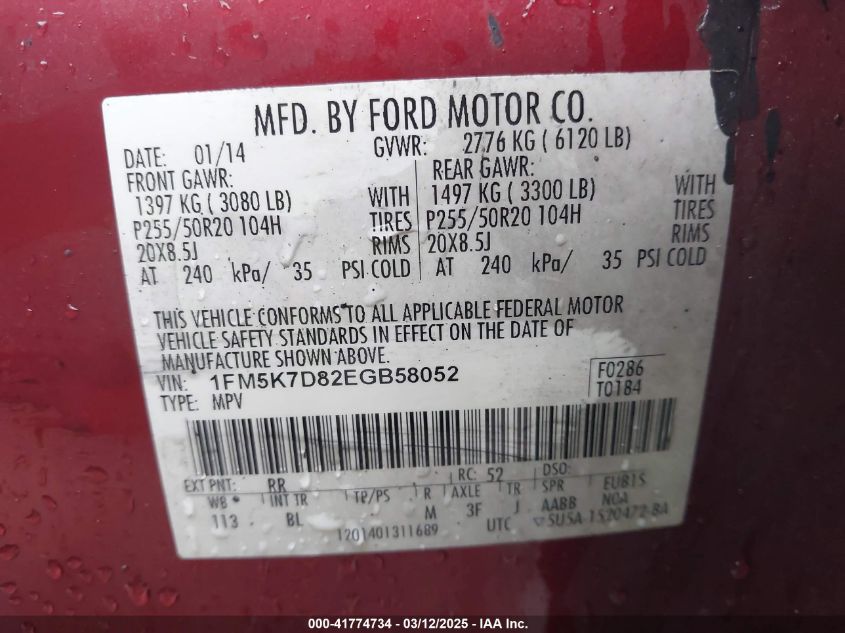 MFD. BY FORD MOTOR CO.
DATE: 01/14 GVWR: 2776 KG ( 6120 LB)
FRONT GAWR: REAR GAWR:
1397 KG ( 3080 LB) WITH 1497 KG ( 3300 LB) WITH
P255/50R20 104H TIRES P255/50R20 104H TIRES
20X8.5J RIMS 20X8.5J RIMS
AT 240 kPa/ 35 PSI COLD AT 240 kPa/ 35 PSI COLD
THIS VEHICLE CONFORMS TO ALL APPLICABLE FEDERAL MOTOR
VEHICLE SAFETY STANDARDS IN EFFECT ON THE DATE OF
MANUFACTURE SHOWN ABOVE.
VIN: 1FM5K7D82EGB58052 F0286
TYPE: MPV T0184
EXT PNT: RR RC: 52 DSO:
WB* INT TR TP/PS R AXLE TR SPR EUB1S
113 BL M 3F J AABB NOA
1201401311689 UTC ▽5U5A-1520472-BA
000-41774734 - 03/12/2025 - IAA Inc.